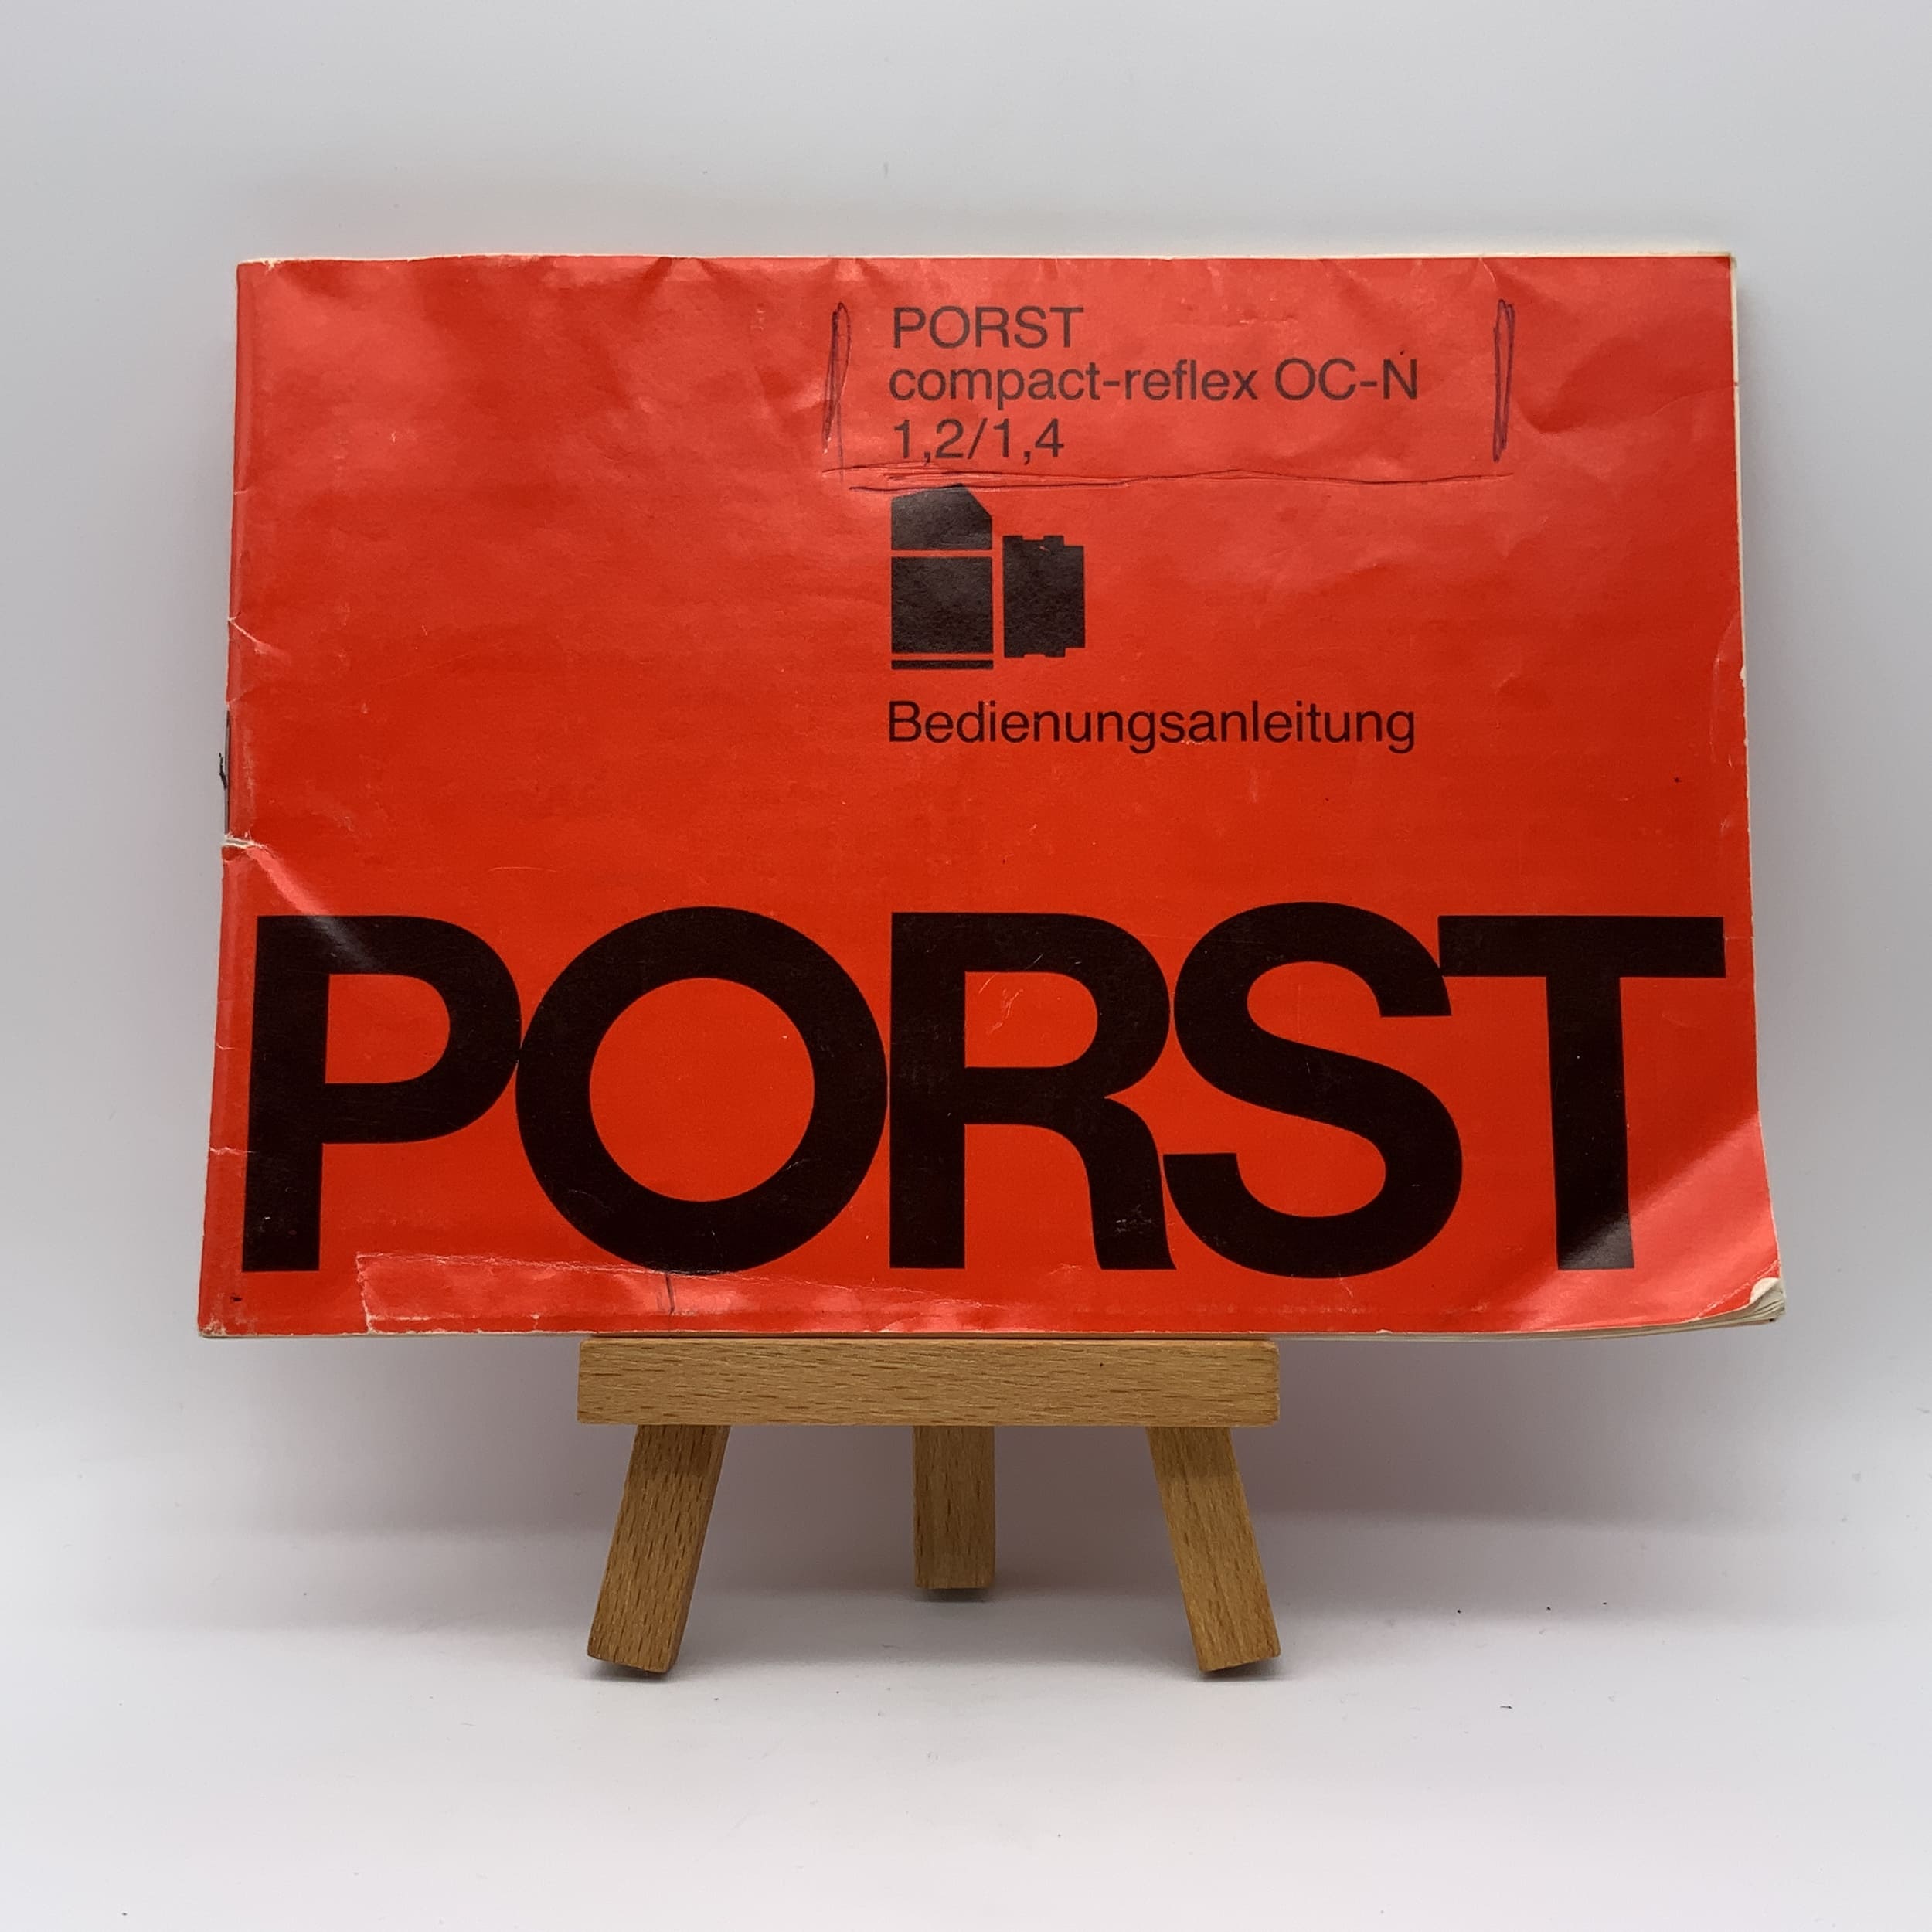 PORST
compact-reflex OC-N
1,2/1,4
Bedienungsanleitung
PORST